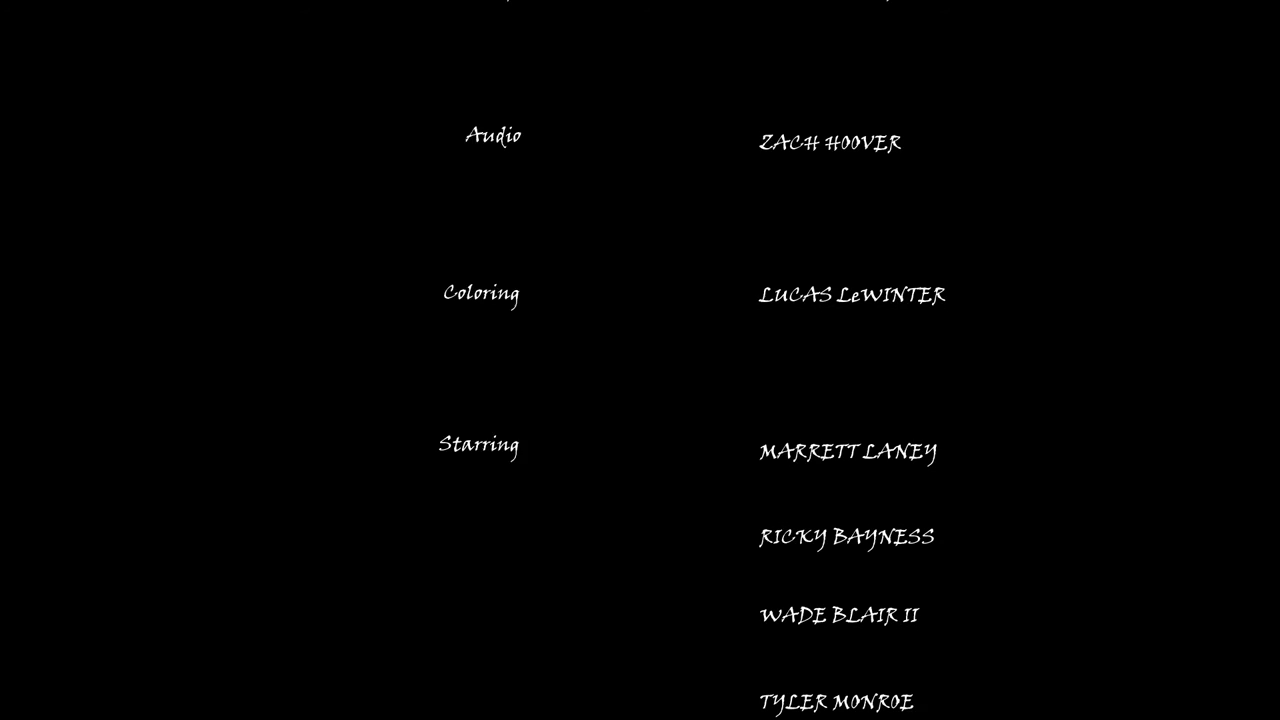 Audio ZACH HOOVER
Coloring LUCAS LeWINTER
Starring MARRETT LANEY
RICKY BAYNESS
WADE BLAIR II
TYLER MONROE